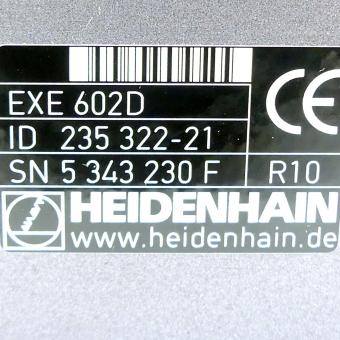 EXE 602D
ID 235 322-21
SN 5 343 230 F R10
CE
HEIDENHAIN
www.heidenhain.de